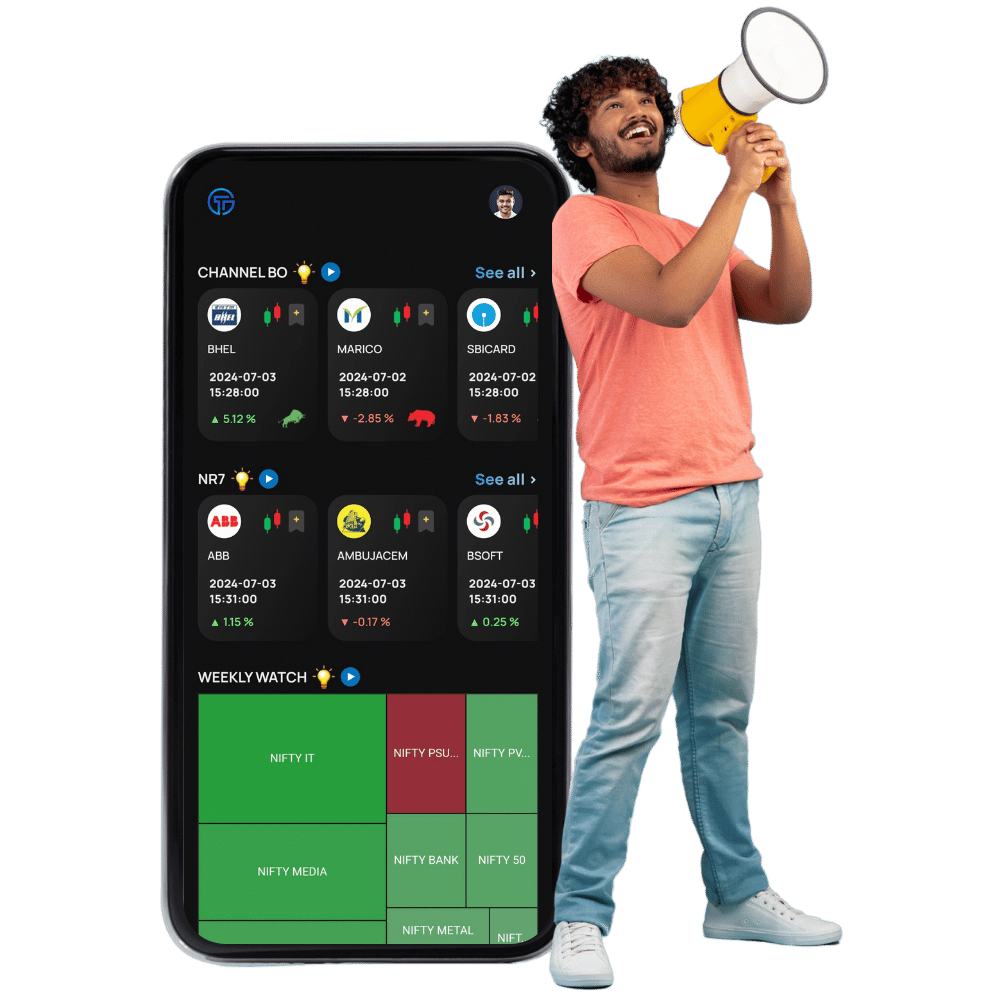 CHANNEL BO
See all ›
BHEL
2024-07-03
15:28:00
▲ 5.12 %
MARICO
2024-07-02
15:28:00
▼ -2.85 %
SBICARD
2024-07-02
15:28:00
▼ -1.83 %
NR7
See all ›
ABB
ABB
2024-07-03
15:31:00
▲ 1.15 %
AMBUJACEM
2024-07-03
15:31:00
▼ -0.17 %
BSOFT
2024-07-03
15:31:00
▲ 0.25 %
WEEKLY WATCH
NIFTY IT
NIFTY PSU...
NIFTY PV...
NIFTY MEDIA
NIFTY BANK
NIFTY 50
NIFTY METAL
NIFT.